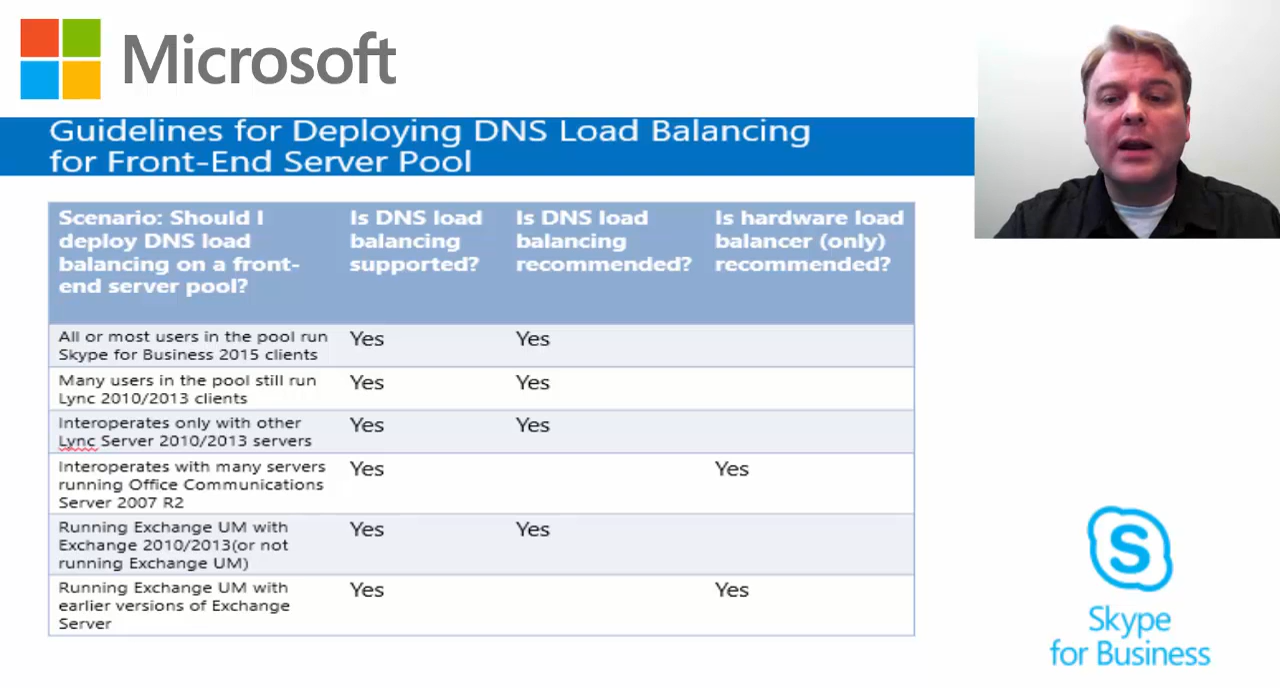 Microsoft
Guidelines for Deploying DNS Load Balancing
for Front-End Server Pool
Scenario: Should I
deploy DNS load
balancing on a front-
end server pool?
Is DNS load
balancing
supported?
Is DNS load
balancing
recommended?
Is hardware load
balancer (only)
recommended?
All or most users in the pool run
Skype for Business 2015 clients
Yes
Yes
Many users in the pool still run
Lync 2010/2013 clients
Yes
Yes
Interoperates only with other
Lync Server 2010/2013 servers
Yes
Yes
Interoperates with many servers
running Office Communications
Server 2007 R2
Yes
Yes
Running Exchange UM with
Exchange 2010/2013(or not
running Exchange UM)
Yes
Yes
Running Exchange UM with
earlier versions of Exchange
Server
Yes
Yes
S
Skype
for Business